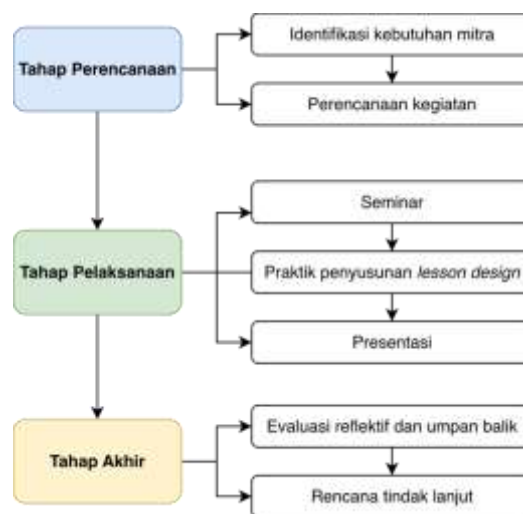 Tahap Perencanaan
Identifikasi kebutuhan mitra
Perencanaan kegiatan
Tahap Pelaksanaan
Seminar
Praktik penyusunan lesson design
Presentasi
Tahap Akhir
Evaluasi reflektif dan umpan balik
Rencana tindak lanjut